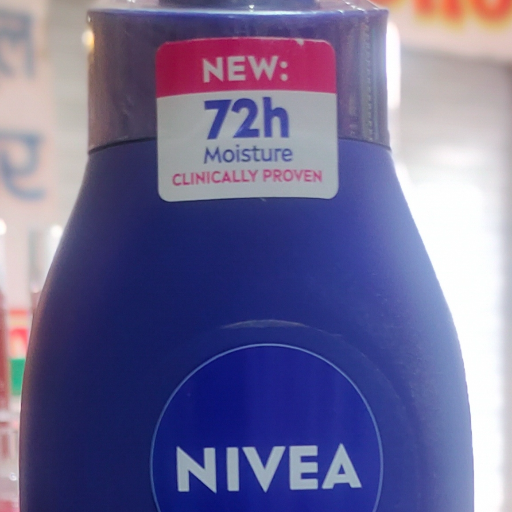 NEW:
72h
Moisture
CLINICALLY PROVEN
NIVEA